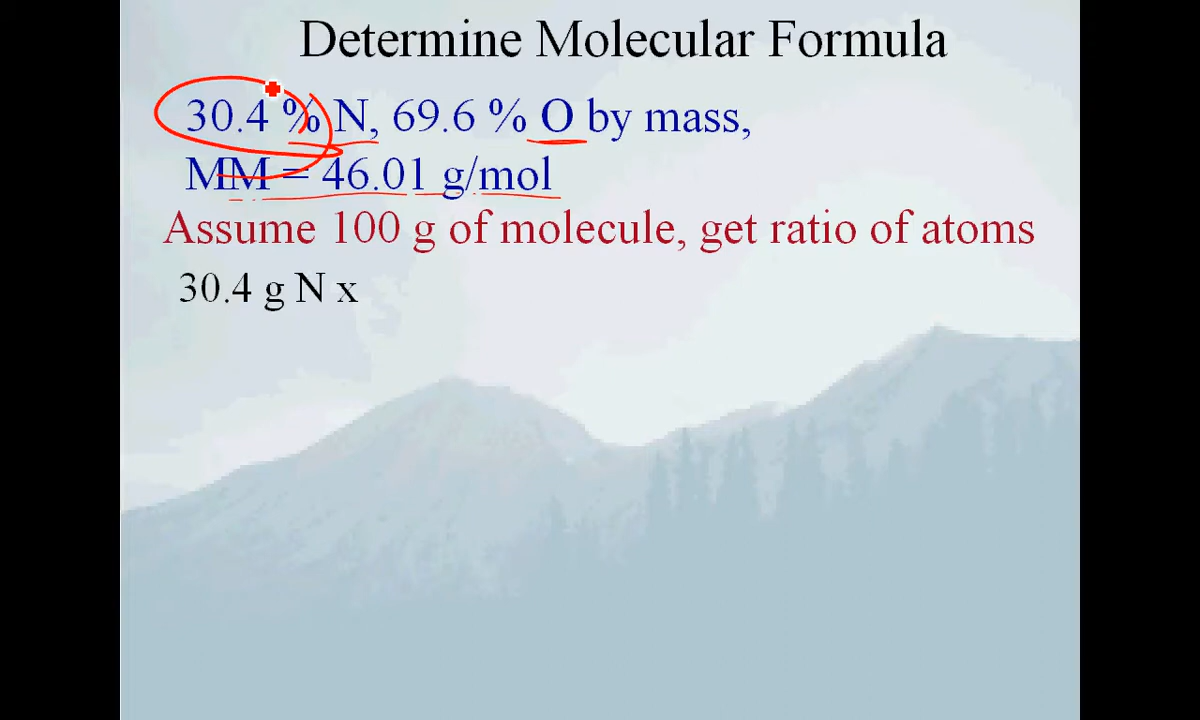 Determine Molecular Formula
30.4 % N, 69.6 % O by mass,
MM = 46.01 g/mol
Assume 100 g of molecule, get ratio of atoms
30.4 g N x